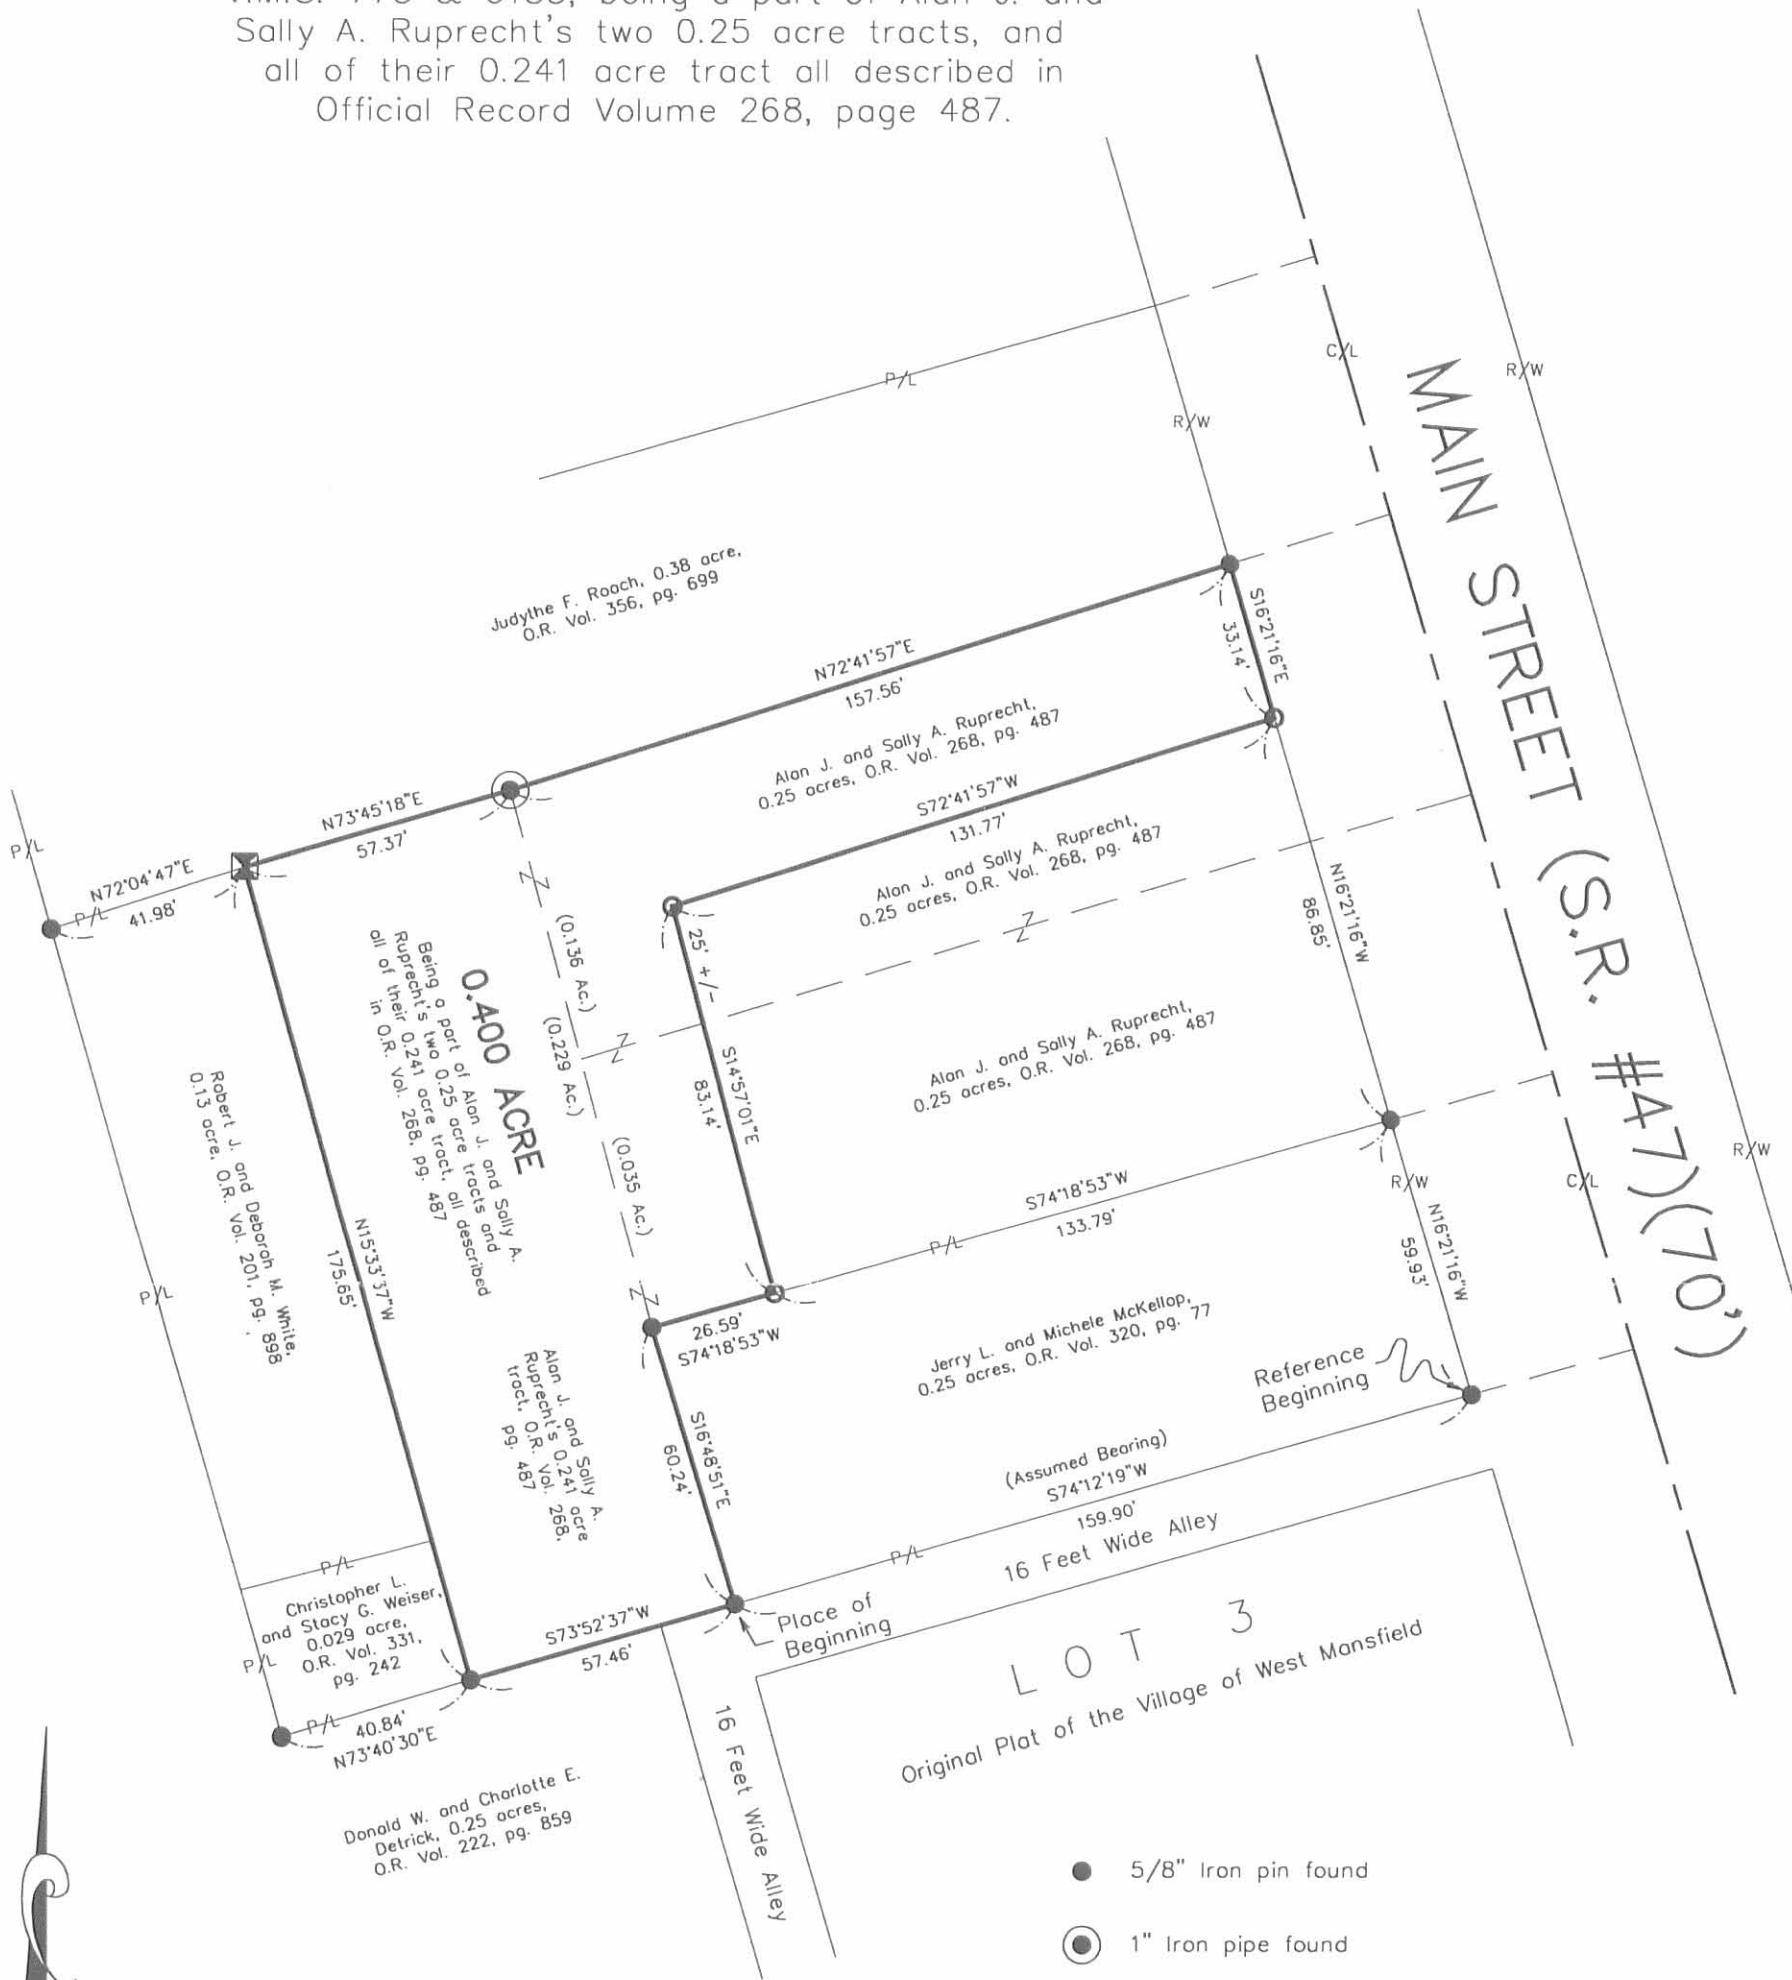 Sally A. Ruprecht's two 0.25 acre tracts, and
all of their 0.241 acre tract all described in
Official Record Volume 268, page 487.
P/L
C/L
R/W
R/W
MAIN STREET (S.R. #47)(70')
Judythe F. Roach, 0.38 acre,
O.R. Vol. 356, pg. 699
N72°41'57"E
157.56'
S16°21'16"E
33.14'
Alan J. and Sally A. Ruprecht,
0.25 acres, O.R. Vol. 268, pg. 487
S72°41'57"W
131.77'
Alan J. and Sally A. Ruprecht,
0.25 acres, O.R. Vol. 268, pg. 487
N73°45'18"E
57.37'
P/L
N72°04'47"E
P/L 41.98'
N16°21'16"W
86.85'
Z
Z
(0.136 Ac.)
25' +/-
Z
(0.229 Ac.)
0.400 ACRE
Being a part of Alan J. and Sally A.
Ruprecht's two 0.25 acre tracts and
all of their 0.241 acre tract, all described
in O.R. Vol. 268, pg. 487
Alan J. and Sally A. Ruprecht,
0.25 acres, O.R. Vol. 268, pg. 487
S14°57'01"E
83.14'
(0.035 Ac.)
Robert J. and Deborah M. White,
0.13 acre, O.R. Vol. 201, pg. 898
N15°33'37"W
175.65'
S74°18'53"W
133.79'
P/L
R/W
C/L
R/W
N16°21'16"W
59.93'
P/L
Z
26.59'
S74°18'53"W
Jerry L. and Michele McKellop,
0.25 acres, O.R. Vol. 320, pg. 77
Reference
Beginning
Alan J. and Sally A.
Ruprecht's 0.241 acre
tract, O.R. Vol. 268,
pg. 487
S16°48'51"E
60.24'
(Assumed Bearing)
S74°12'19"W
159.90'
P/L
16 Feet Wide Alley
P/L
Christopher L.
and Stacy G. Weiser,
0.029 acre,
O.R. Vol. 331,
pg. 242
P/L
S73°52'37"W
57.46'
Place of
Beginning
LOT 3
Original Plat of the Village of West Mansfield
P/L 40.84'
N73°40'30"E
16 Feet Wide Alley
Donald W. and Charlotte E.
Detrick, 0.25 acres,
O.R. Vol. 222, pg. 859
5/8" Iron pin found
1" Iron pipe found